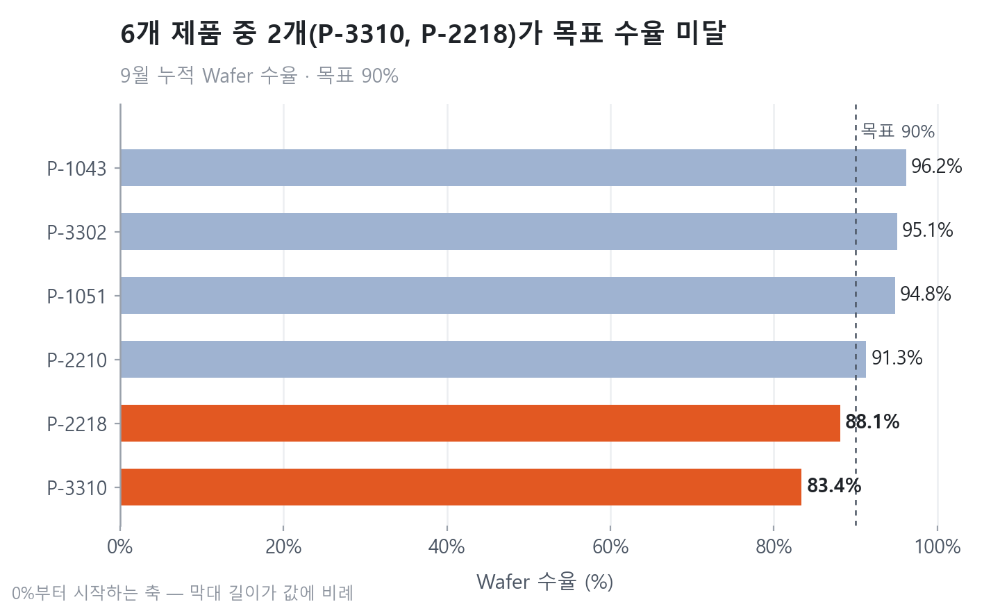 6개 제품 중 2개(P-3310, P-2218)가 목표 수율 미달
9월 누적 Wafer 수율 · 목표 90%
목표 90%
P-1043 96.2%
P-3302 95.1%
P-1051 94.8%
P-2210 91.3%
P-2218 88.1%
P-3310 83.4%
0% 20% 40% 60% 80% 100%
Wafer 수율 (%)
0%부터 시작하는 축 — 막대 길이가 값에 비례